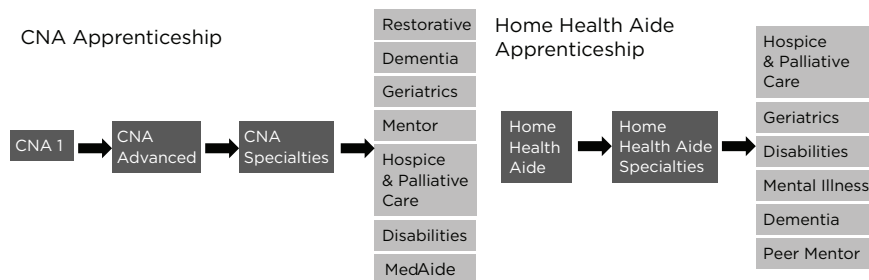 CNA Apprenticeship
CNA 1
CNA
Advanced
CNA
Specialties
Restorative
Dementia
Geriatrics
Mentor
Hospice
& Palliative
Care
Disabilities
MedAide
Home Health Aide
Apprenticeship
Home
Health
Aide
Home
Health Aide
Specialties
Hospice
& Palliative
Care
Geriatrics
Disabilities
Mental Illness
Dementia
Peer Mentor